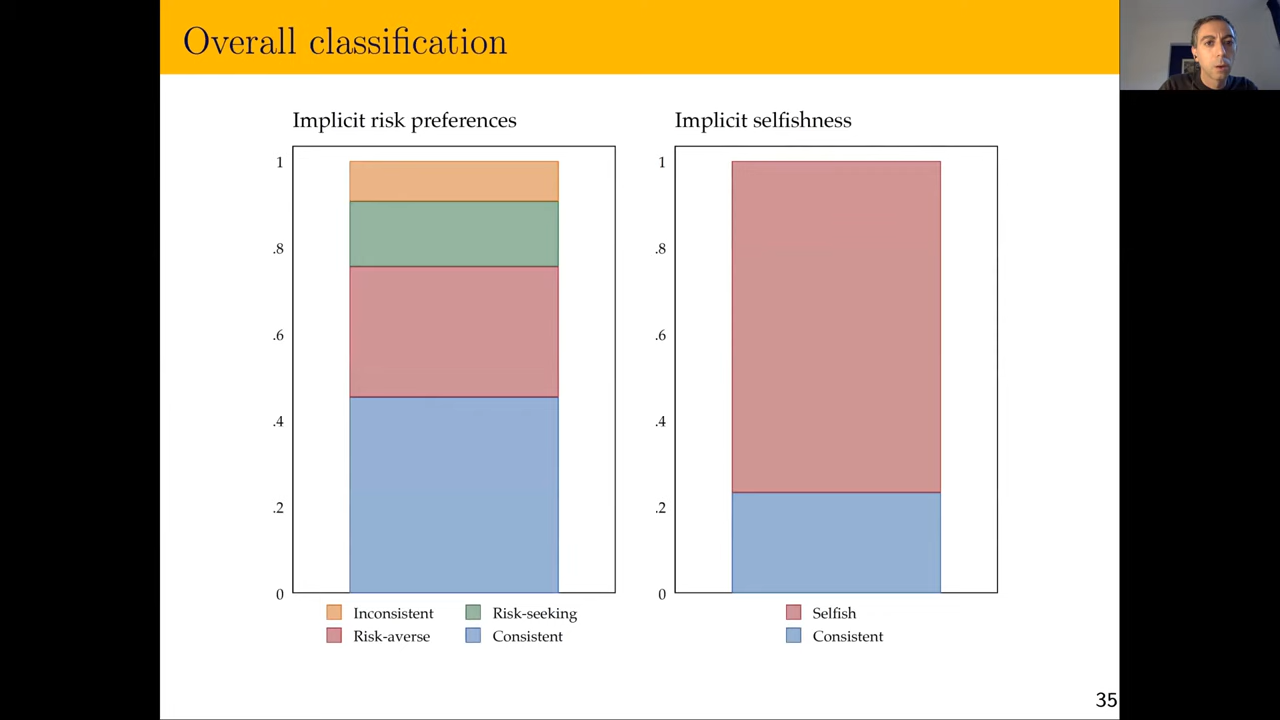 Overall classification
Implicit risk preferences
1
.8
.6
.4
.2
0
Inconsistent Risk-seeking
Risk-averse Consistent
Implicit selfishness
1
.8
.6
.4
.2
0
Selfish
Consistent
35